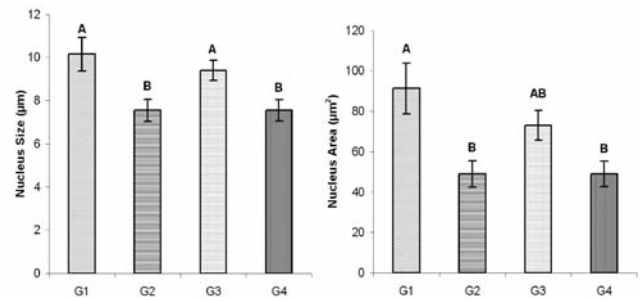 Nucleus Size (µm)
12
10
8
6
4
2
0
A
B
A
B
G1 G2 G3 G4
Nucleus Area (µm²)
120
100
80
60
40
20
0
A
B
AB
B
G1 G2 G3 G4